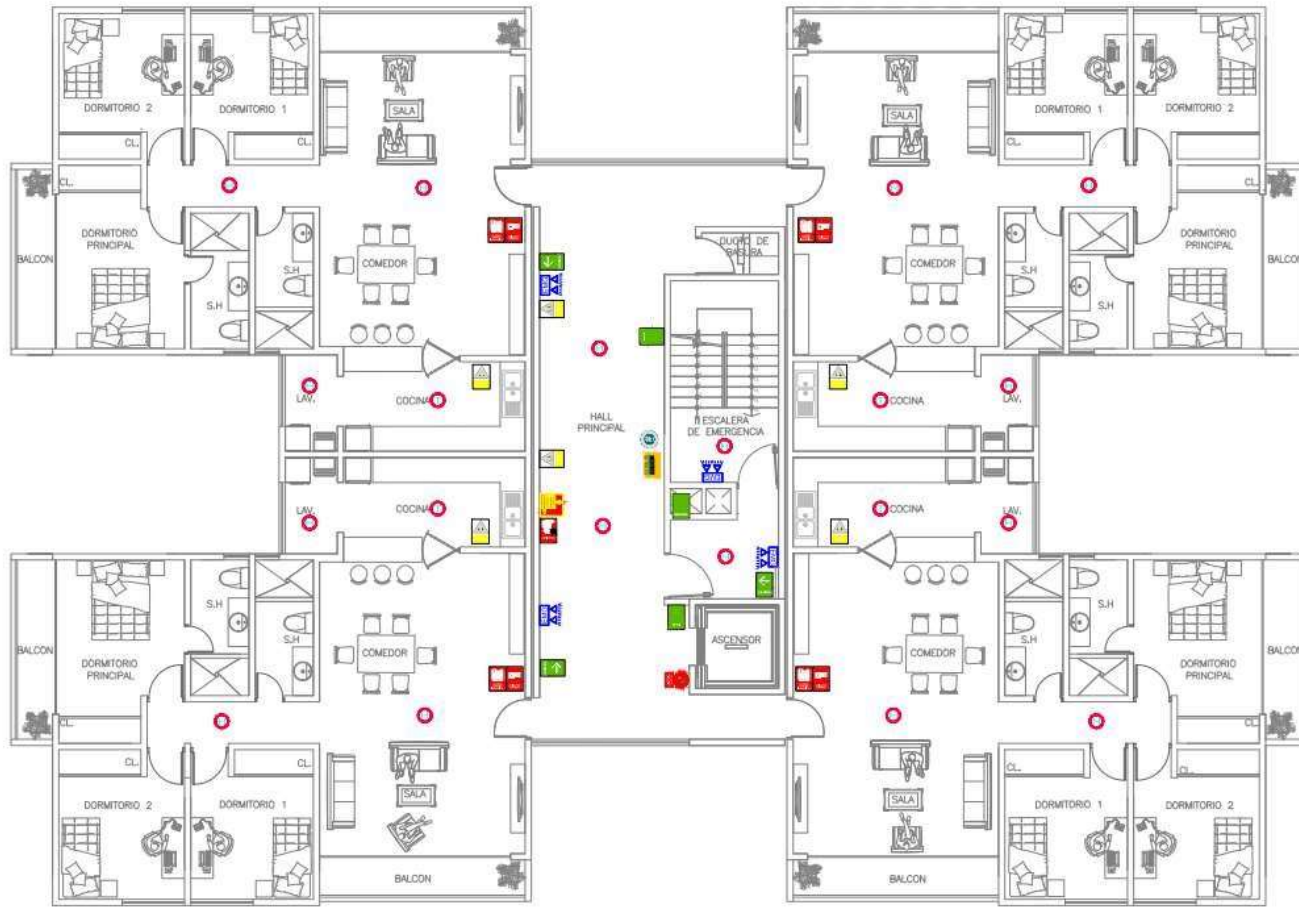 DORMITORIO 2
DORMITORIO 1
SALA
CL.
CL.
CL.
DORMITORIO
PRINCIPAL
BALCON
S.H
S.H
COMEDOR
LAV.
COCINA
DORMITORIO 1
DORMITORIO 2
SALA
CL.
CL.
CL.
DORMITORIO
PRINCIPAL
BALCON
S.H
S.H
COMEDOR
COCINA
LAV.
DUCTO DE
BASURA
HALL
PRINCIPAL
ESCALERA
DE EMERGENCIA
ASCENSOR
LAV.
COCINA
S.H
S.H
BALCON
DORMITORIO
PRINCIPAL
COMEDOR
CL.
CL.
CL.
DORMITORIO 2
DORMITORIO 1
SALA
BALCON
COCINA
LAV.
S.H
S.H
COMEDOR
DORMITORIO
PRINCIPAL
BALCON
CL.
CL.
CL.
SALA
DORMITORIO 1
DORMITORIO 2
BALCON